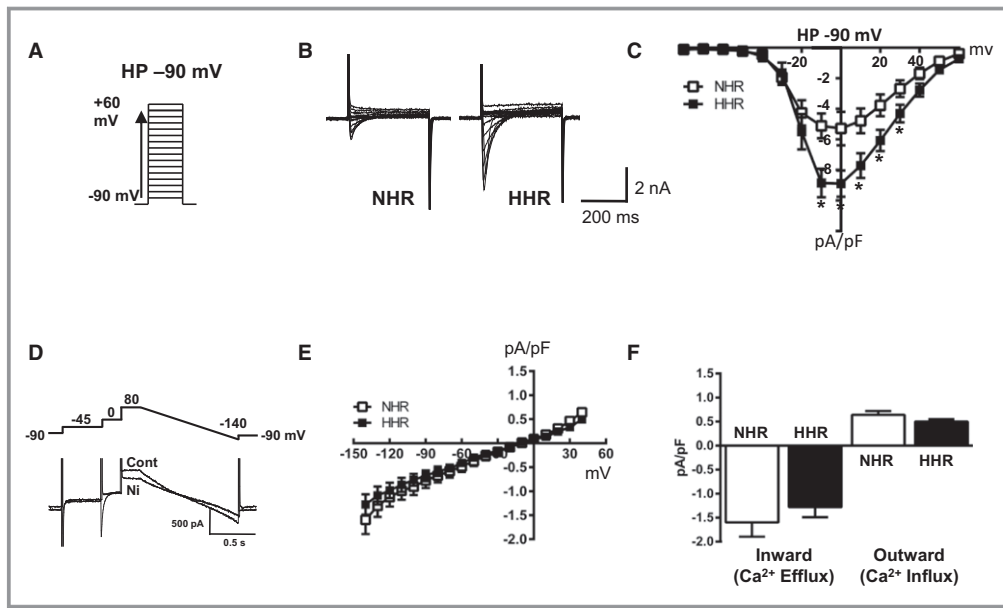 A
HP –90 mV
+60
mV
-90 mV
B
NHR
HHR
2 nA
200 ms
C
HP -90 mV
mv
-20
20
40
NHR
HHR
-2
-4
-6
-8
*
*
*
*
*
pA/pF
D
-90
-45
0
80
-140
-90 mV
Cont
Ni
500 pA
0.5 s
E
pA/pF
1.5
1.0
0.5
NHR
HHR
-150
-120
-90
-60
0
30
60
mV
-0.5
-1.0
-1.5
-2.0
F
1.5
1.0
0.5
0.0
-0.5
-1.0
-1.5
-2.0
pA/pF
NHR
HHR
NHR
HHR
Inward
(Ca²⁺ Efflux)
Outward
(Ca²⁺ Influx)